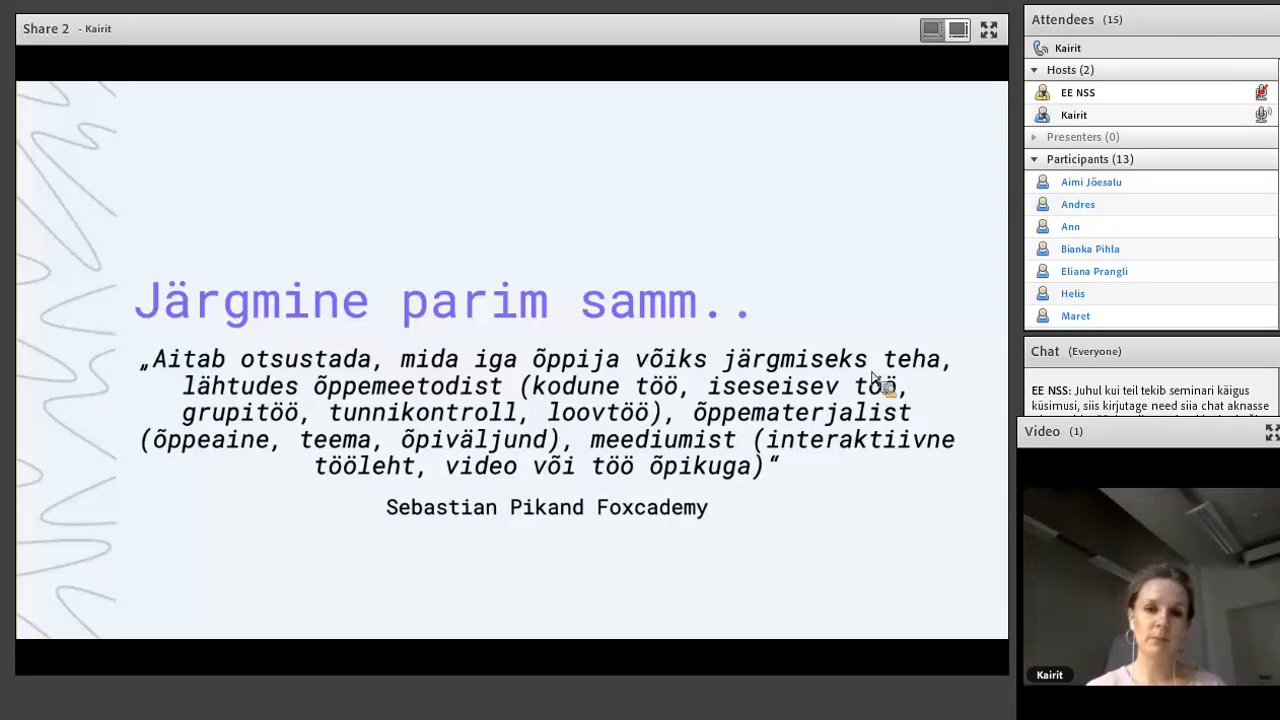 Share 2 - Kairit
Järgmine parim samm..
„Aitab otsustada, mida iga õppija võiks järgmiseks teha,
lähtudes õppemeetodist (kodune töö, iseseisev töö,
grupitöö, tunnikontroll, loovtöö), õppematerjalist
(õppeaine, teema, õpiväljund), meediumist (interaktiivne
tööleht, video või töö õpikuga)“
Sebastian Pikand Foxcademy
Attendees (15)
Kairit
Hosts (2)
EE NSS
Kairit
Presenters (0)
Participants (13)
Aimi Jõesalu
Andres
Ann
Bianka Pihla
Eliana Prangli
Helis
Maret
Chat (Everyone)
EE NSS: Juhul kui teil tekib seminari käigus
küsimusi, siis kirjutage need siia chat aknasse
Video (1)
Kairit